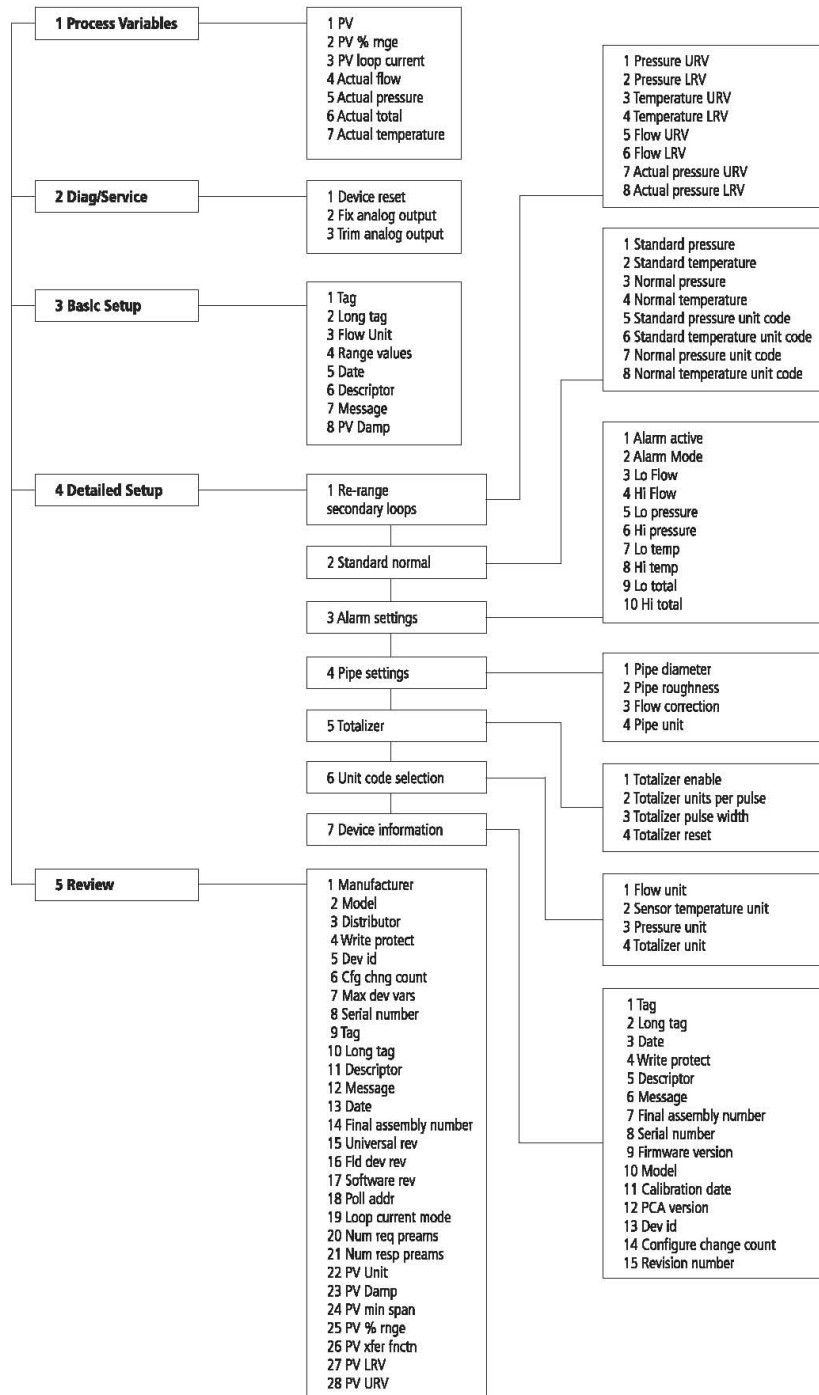 1 Process Variables
1 PV
2 PV % rnge
3 PV loop current
4 Actual flow
5 Actual pressure
6 Actual total
7 Actual temperature
2 Diag/Service
1 Device reset
2 Fix analog output
3 Trim analog output
3 Basic Setup
1 Tag
2 Long tag
3 Flow Unit
4 Range values
5 Date
6 Descriptor
7 Message
8 PV Damp
4 Detailed Setup
1 Re-range
secondary loops
2 Standard normal
3 Alarm settings
4 Pipe settings
5 Totalizer
6 Unit code selection
7 Device information
1 Pressure URV
2 Pressure LRV
3 Temperature URV
4 Temperature LRV
5 Flow URV
6 Flow LRV
7 Actual pressure URV
8 Actual pressure LRV
1 Standard pressure
2 Standard temperature
3 Normal pressure
4 Normal temperature
5 Standard pressure unit code
6 Standard temperature unit code
7 Normal pressure unit code
8 Normal temperature unit code
1 Alarm active
2 Alarm Mode
3 Lo Flow
4 Hi Flow
5 Lo pressure
6 Hi pressure
7 Lo temp
8 Hi temp
9 Lo total
10 Hi total
1 Pipe diameter
2 Pipe roughness
3 Flow correction
4 Pipe unit
1 Totalizer enable
2 Totalizer units per pulse
3 Totalizer pulse width
4 Totalizer reset
1 Flow unit
2 Sensor temperature unit
3 Pressure unit
4 Totalizer unit
1 Tag
2 Long tag
3 Date
4 Write protect
5 Descriptor
6 Message
7 Final assembly number
8 Serial number
9 Firmware version
10 Model
11 Calibration date
12 PCA version
13 Dev id
14 Configure change count
15 Revision number
5 Review
1 Manufacturer
2 Model
3 Distributor
4 Write protect
5 Dev id
6 Cfg chng count
7 Max dev vars
8 Serial number
9 Tag
10 Long tag
11 Descriptor
12 Message
13 Date
14 Final assembly number
15 Universal rev
16 Fld dev rev
17 Software rev
18 Poll addr
19 Loop current mode
20 Num req preams
21 Num resp preams
22 PV Unit
23 PV Damp
24 PV min span
25 PV % rnge
26 PV xfer fnctn
27 PV LRV
28 PV URV